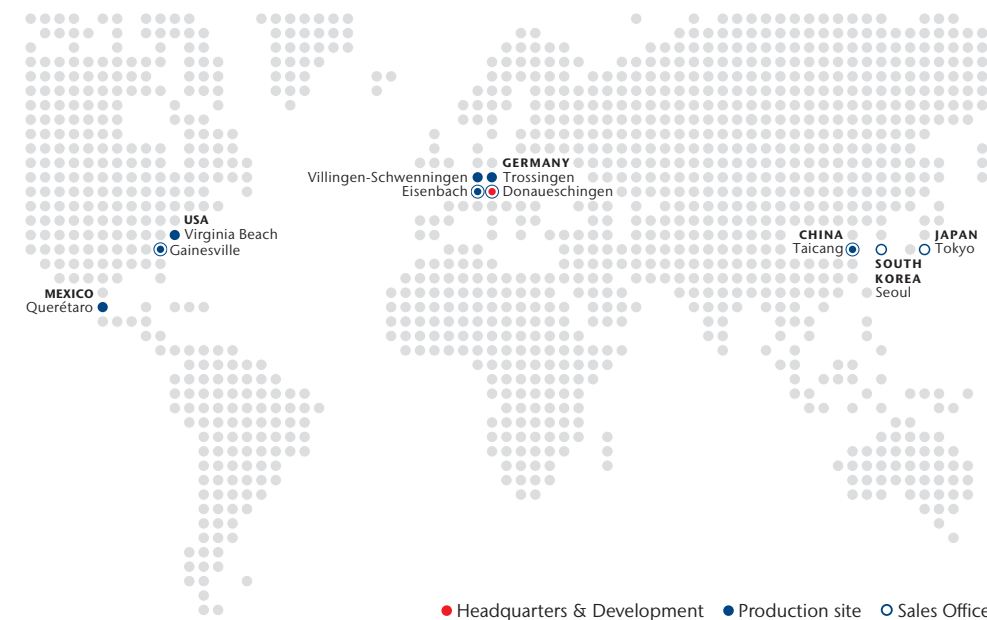 GERMANY
Villingen-Schwenningen Trossingen
Eisenbach Donaueschingen
USA
Virginia Beach
Gainesville
MEXICO
Querétaro
CHINA
Taicang
SOUTH
KOREA
Seoul
JAPAN
Tokyo
Headquarters & Development Production site Sales Office